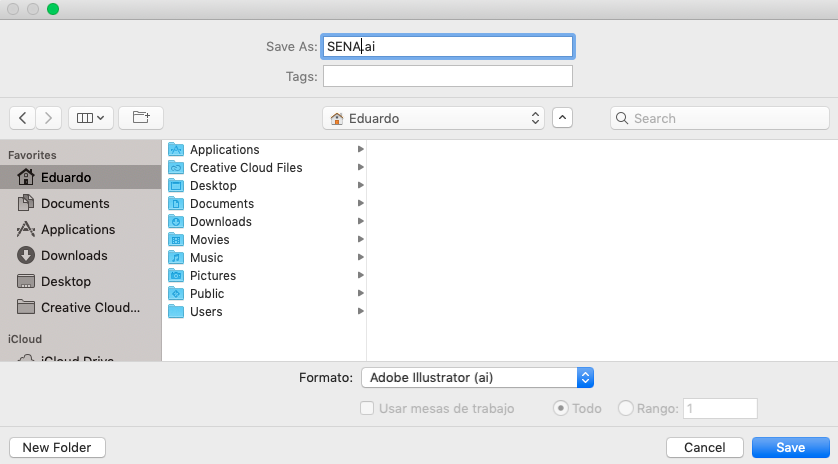 Save As: SENA.ai
Tags:
Eduardo
Search
Favorites
Eduardo
Documents
Applications
Downloads
Desktop
Creative Cloud...
iCloud
iCloud Drive
Applications
Creative Cloud Files
Desktop
Documents
Downloads
Movies
Music
Pictures
Public
Users
Formato: Adobe Illustrator (ai)
Usar mesas de trabajo Todo Rango: 1
New Folder Cancel Save